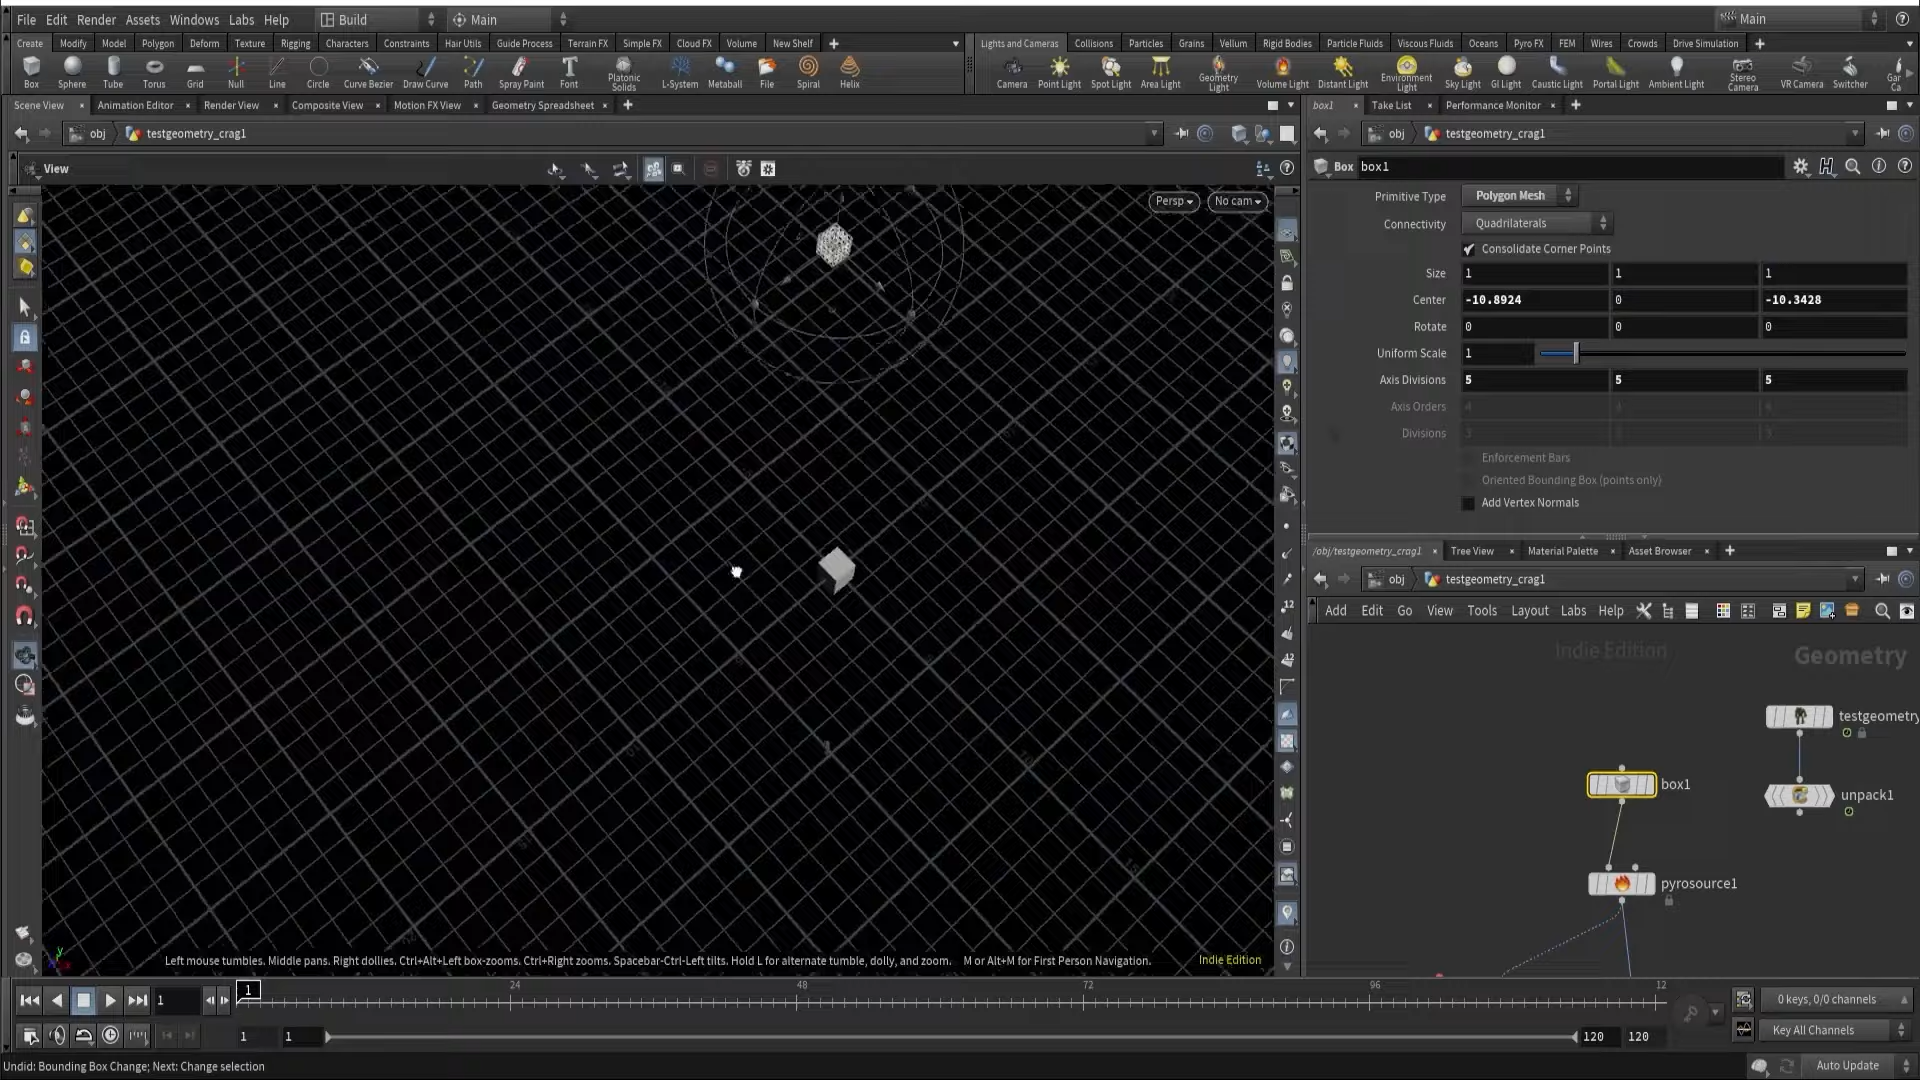 File Edit Render Assets Windows Labs Help Build Main Main
Create Modify Model Polygon Deform Texture Rigging Characters Constraints Hair Utils Guide Process Terrain FX Simple FX Cloud FX Volume New Shelf
Lights and Cameras Collisions Particles Grains Vellum Rigid Bodies Particle Fluids Viscous Fluids Oceans Pyro FX FEM Wires Crowds Drive Simulation
Box Sphere Tube Torus Grid Null Line Circle Curve Bezier Draw Curve Path Spray Paint Font Platonic Solids L-System Metaball File Spiral Helix
Camera Point Light Spot Light Area Light Geometry Light Volume Light Distant Light Environment Light Sky Light GI Light Caustic Light Portal Light Ambient Light Stereo Camera VR Camera Switcher
Scene View Animation Editor Render View Composite View Motion FX View Geometry Spreadsheet
box1 Take List Performance Monitor
obj testgeometry_crag1
obj testgeometry_crag1
View
Persp No cam
Box box1
Primitive Type Polygon Mesh
Connectivity Quadrilaterals
Consolidate Corner Points
Size 1 1 1
Center -10.8924 0 -10.3428
Rotate 0 0 0
Uniform Scale 1
Axis Divisions 5 5 5
Axis Orders 4 4 4
Divisions 3 3 3
Enforcement Bars
Oriented Bounding Box (points only)
Add Vertex Normals
/obj/testgeometry_crag1 Tree View Material Palette Asset Browser
obj testgeometry_crag1
Add Edit Go View Tools Layout Labs Help
Indie Edition
Geometry
testgeometry
box1
unpack1
pyrosource1
Left mouse tumbles. Middle pans. Right dollies. Ctrl+Alt+Left box-zooms. Ctrl+Right zooms. Spacebar-Ctrl-Left tilts. Hold L for alternate tumble, dolly, and zoom. M or Alt+M for First Person Navigation.
Indie Edition
1 1 24 48 72 96 12
0 keys, 0/0 channels
1 1 120 120
Key All Channels
Undid: Bounding Box Change; Next: Change selection
Auto Update